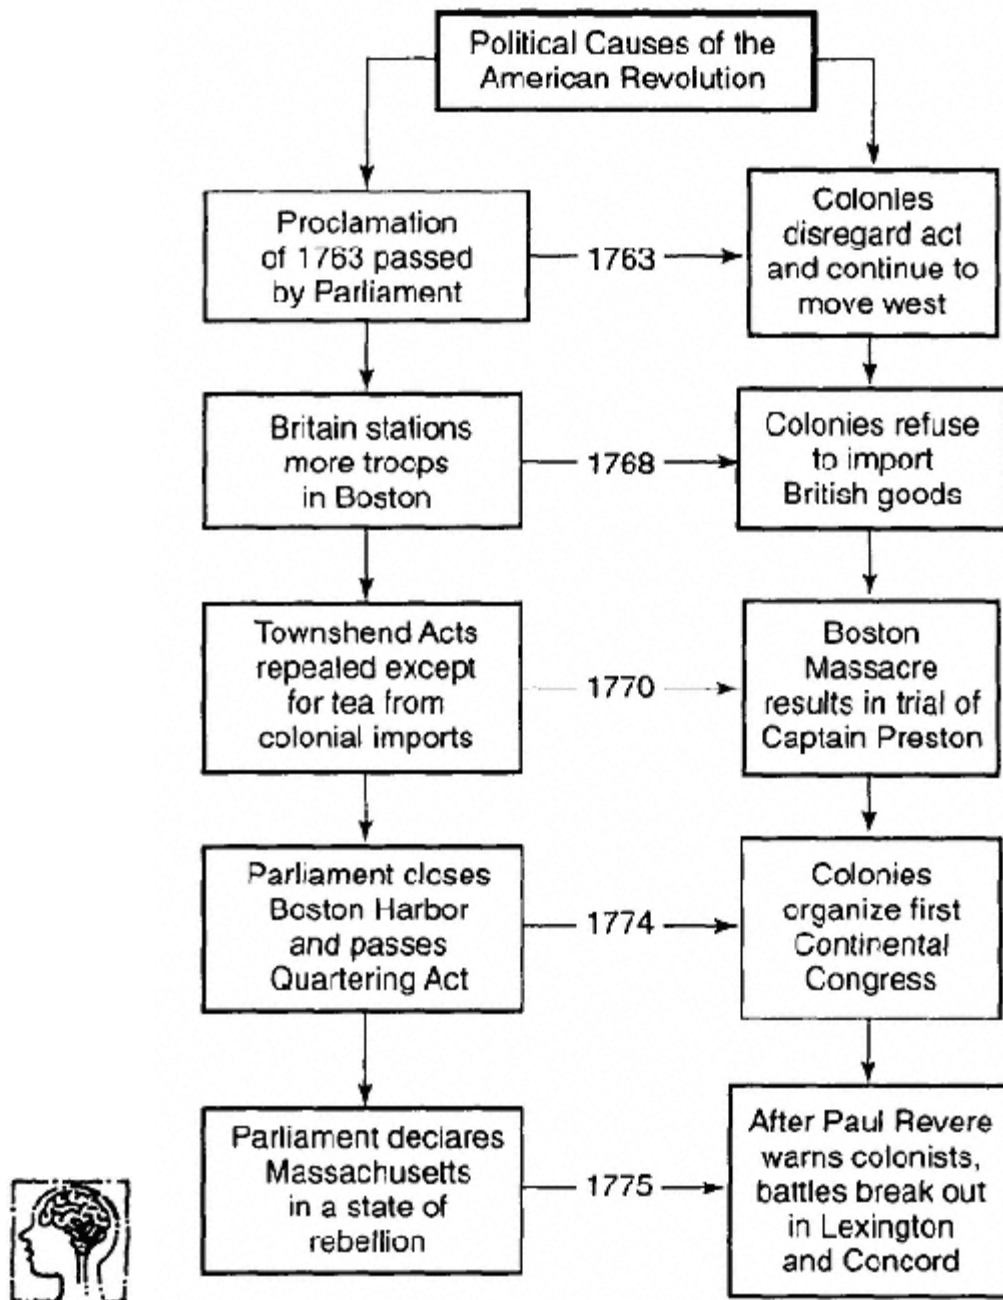 Political Causes of the
American Revolution
Proclamation
of 1763 passed
by Parliament
1763
Colonies
disregard act
and continue to
move west
Britain stations
more troops
in Boston
1768
Colonies refuse
to import
British goods
Townshend Acts
repealed except
for tea from
colonial imports
1770
Boston
Massacre
results in trial of
Captain Preston
Parliament closes
Boston Harbor
and passes
Quartering Act
1774
Colonies
organize first
Continental
Congress
Parliament declares
Massachusetts
in a state of
rebellion
1775
After Paul Revere
warns colonists,
battles break out
in Lexington
and Concord